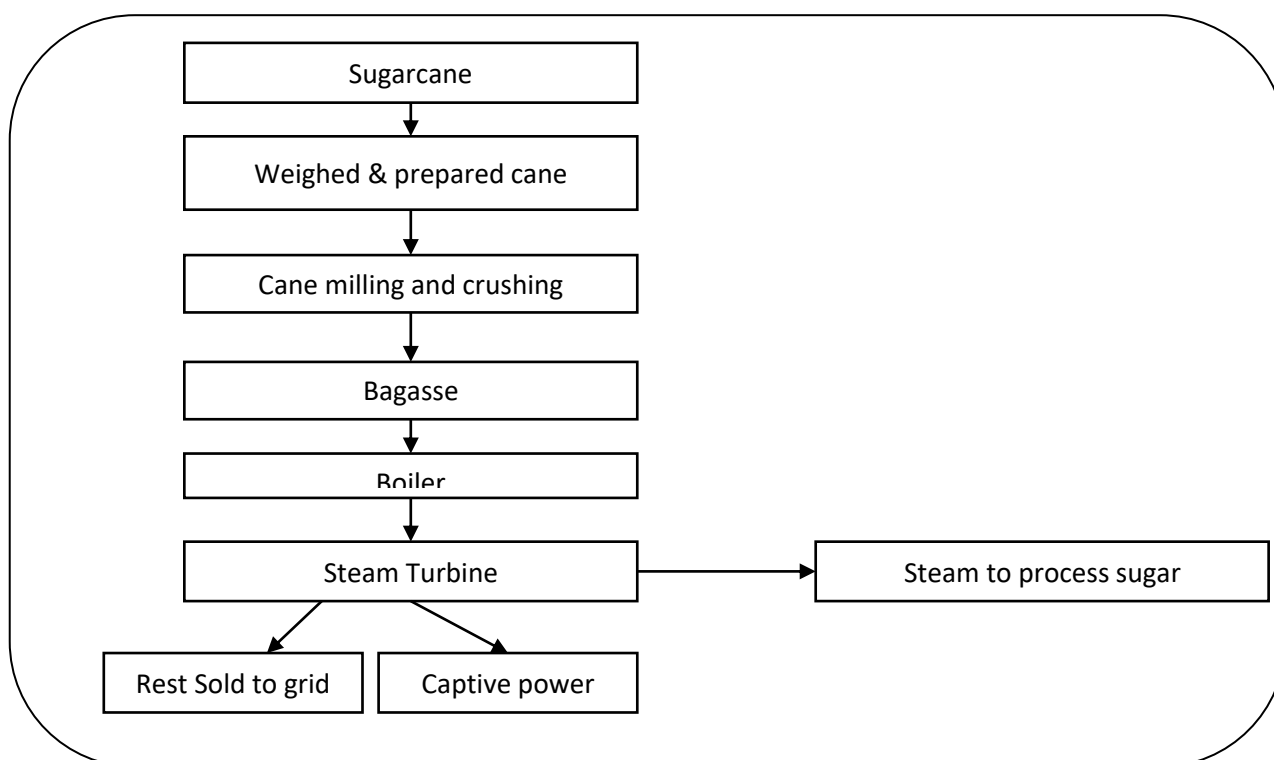 Sugarcane
Weighed & prepared cane
Cane milling and crushing
Bagasse
Boiler
Steam Turbine
Steam to process sugar
Rest Sold to grid
Captive power